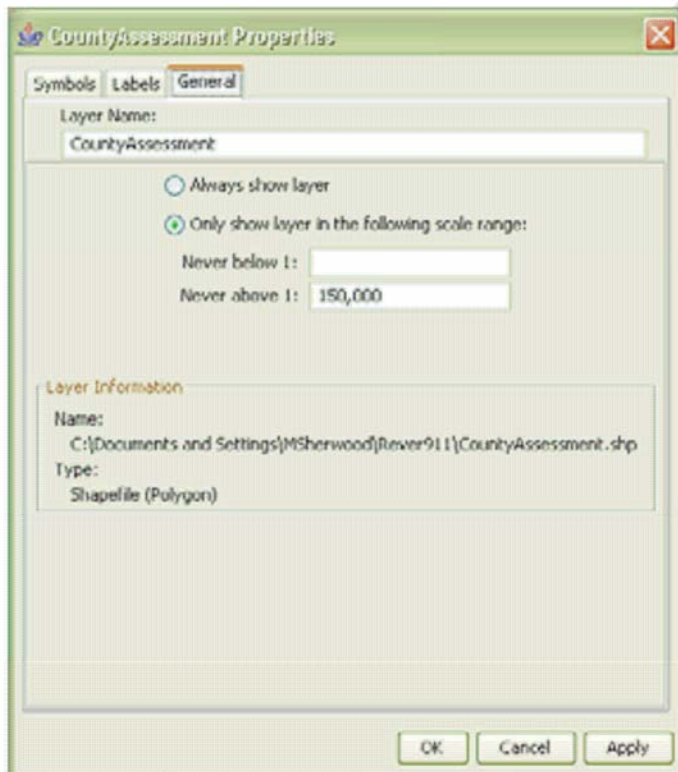 CountyAssessment Properties
Symbols Labels General
Layer Name:
CountyAssessment
Always show layer
Only show layer in the following scale range:
Never below 1:
Never above 1: 150,000
Layer Information
Name:
C:\Documents and Settings\MSherwood\Rever911\CountyAssessment.shp
Type:
Shapefile (Polygon)
OK Cancel Apply